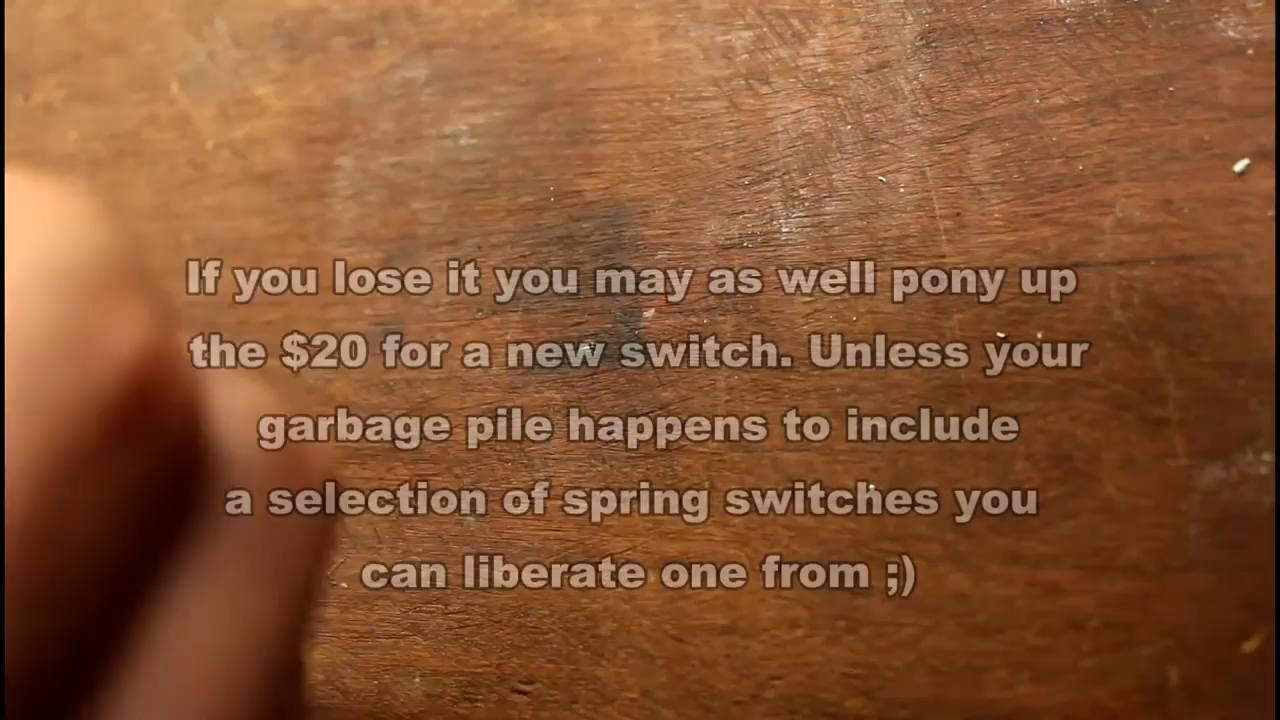 If you lose it you may as well pony up
the $20 for a new switch. Unless your
garbage pile happens to include
a selection of spring switches you
can liberate one from ;)